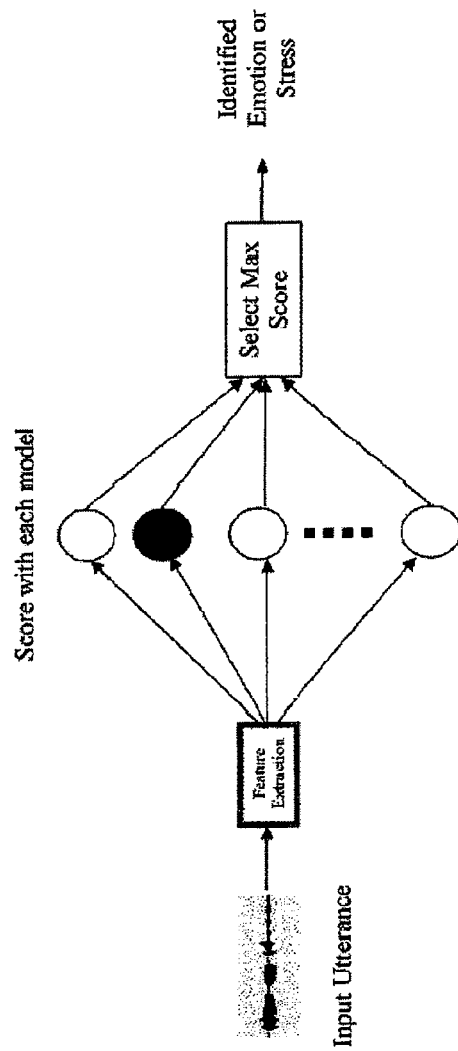 Score with each model
Input Utterance
Feature
Extraction
Select Max
Score
Identified
Emotion or
Stress